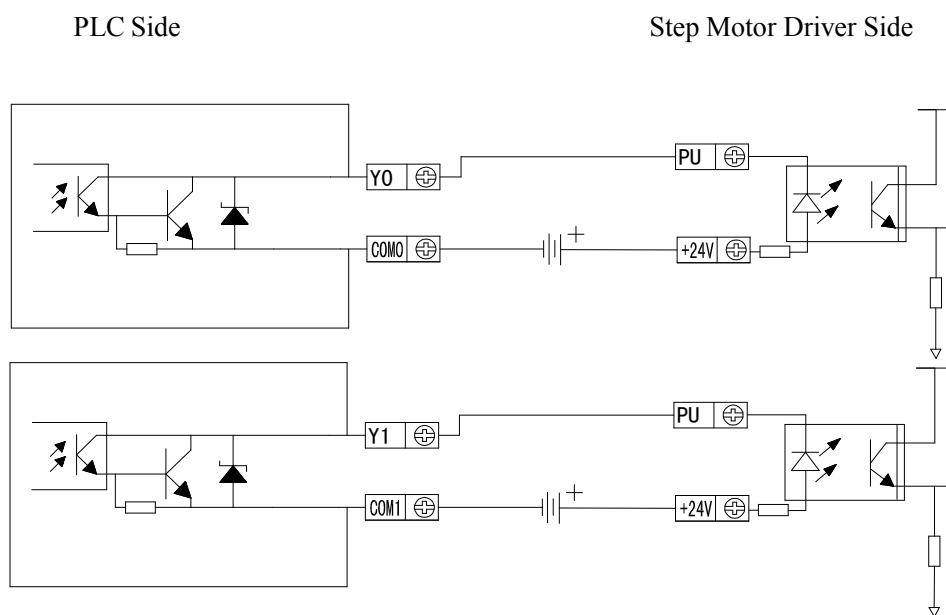 PLC Side Step Motor Driver Side
Y0 PU
COM0 + +24V
Y1 PU
COM1 + +24V